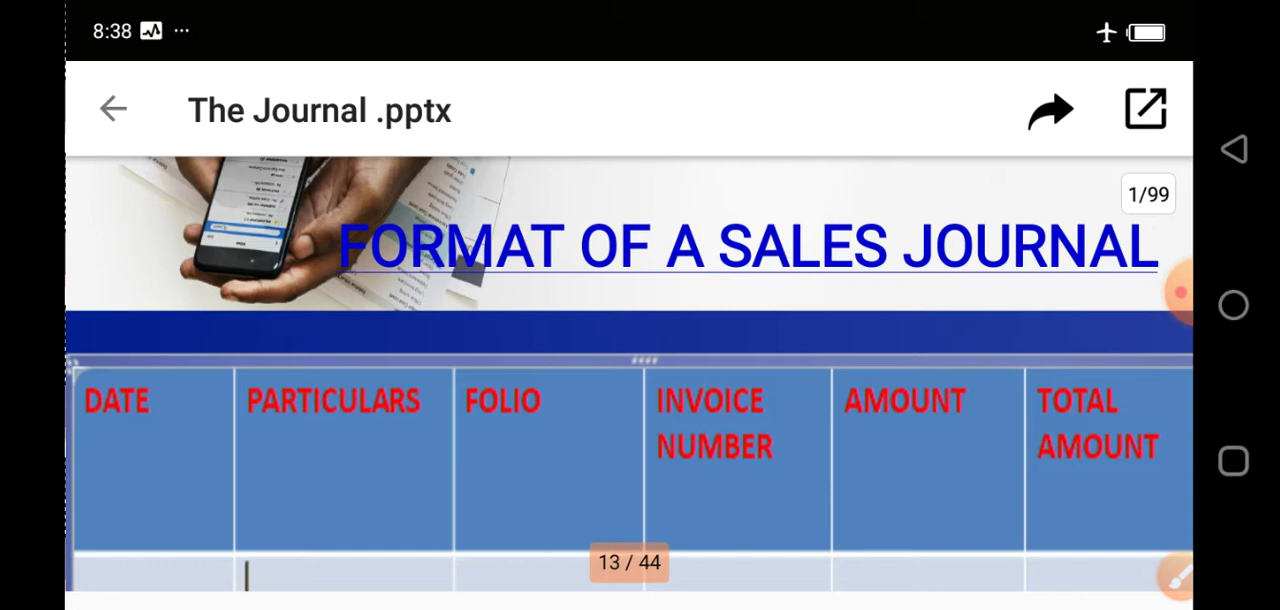 8:38 ...
The Journal .pptx
1/99
FORMAT OF A SALES JOURNAL
DATE PARTICULARS FOLIO INVOICE NUMBER AMOUNT TOTAL AMOUNT
13 / 44